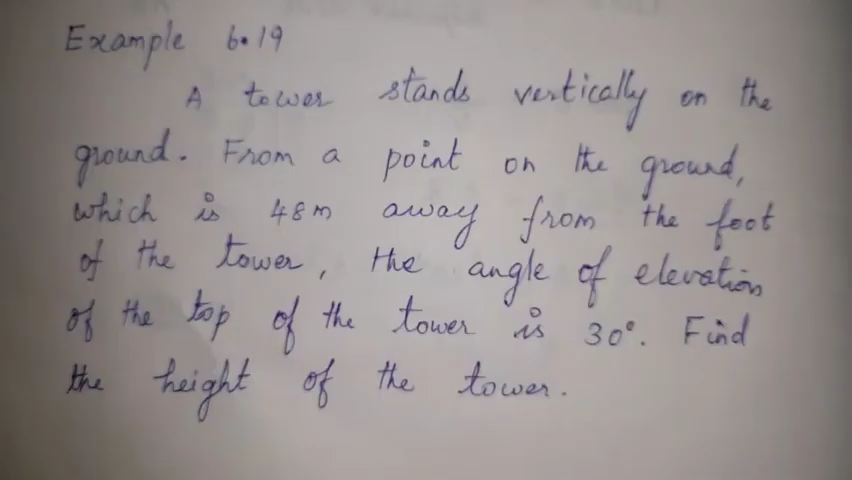 Example 6.19
A tower stands vertically on the
ground. From a point on the ground,
which is 48m away from the foot
of the tower, the angle of elevation
of the top of the tower is 30°. Find
the height of the tower.